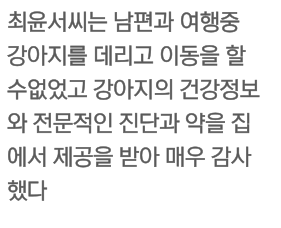 최윤서씨는 남편과 여행중
강아지를 데리고 이동을 할
수없었고 강아지의 건강정보
와 전문적인 진단과 약을 집
에서 제공을 받아 매우 감사
했다